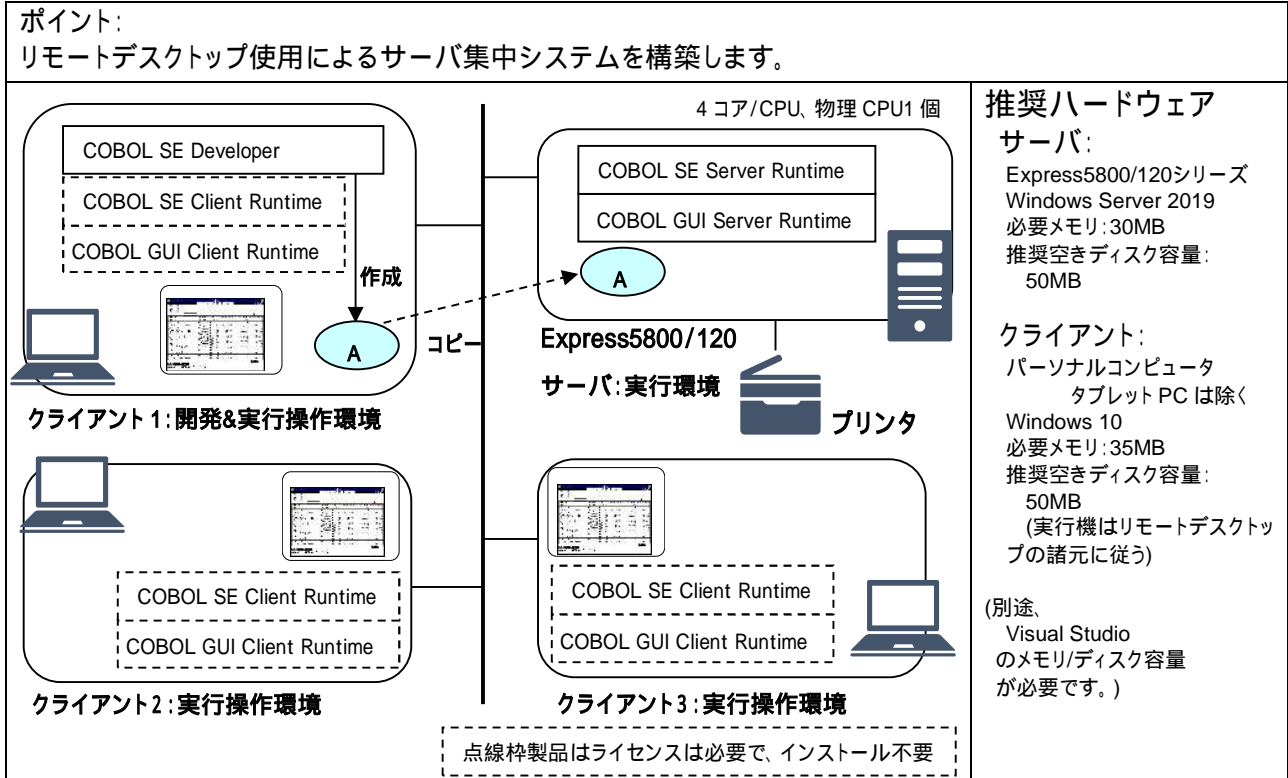 ポイント:
リモートデスクトップ使用によるサーバ集中システムを構築します。
COBOL SE Developer
COBOL SE Client Runtime
COBOL GUI Client Runtime
作成
A
コピー
クライアント 1:開発&実行操作環境
4 コア/CPU、物理 CPU1 個
COBOL SE Server Runtime
COBOL GUI Server Runtime
A
Express5800/120
サーバ:実行環境
プリンタ
COBOL SE Client Runtime
COBOL GUI Client Runtime
クライアント2:実行操作環境
COBOL SE Client Runtime
COBOL GUI Client Runtime
クライアント3:実行操作環境
点線枠製品はライセンスは必要で、インストール不要
推奨ハードウェア
サーバ:
Express5800/120シリーズ
Windows Server 2019
必要メモリ:30MB
推奨空きディスク容量:
50MB
クライアント:
パーソナルコンピュータ
タブレット PC は除く
Windows 10
必要メモリ:35MB
推奨空きディスク容量:
50MB
(実行機はリモートデスクトッ
プの諸元に従う)
(別途、
Visual Studio
のメモリ/ディスク容量
が必要です。)